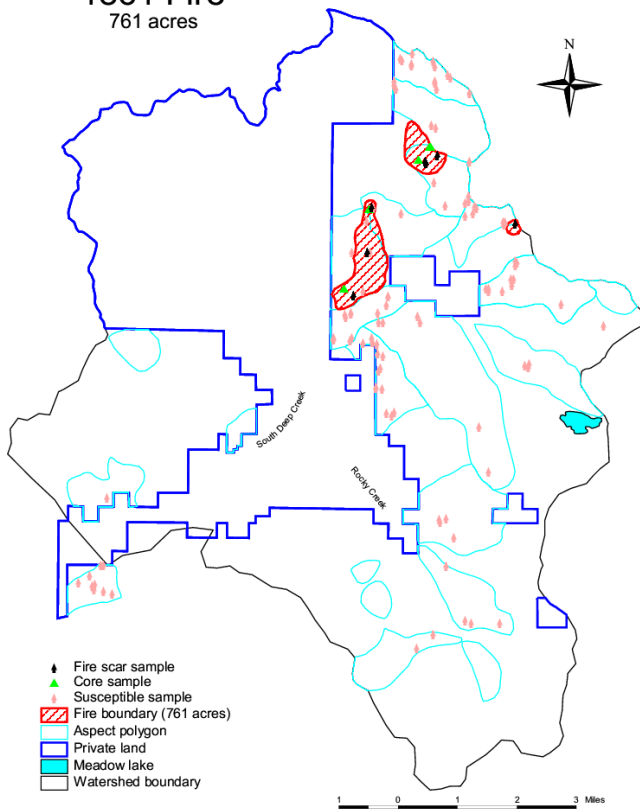 761 acres
N
South Deep Creek
Rocky Creek
Fire scar sample
Core sample
Susceptible sample
Fire boundary (761 acres)
Aspect polygon
Private land
Meadow lake
Watershed boundary
1 0 1 2 3 Miles